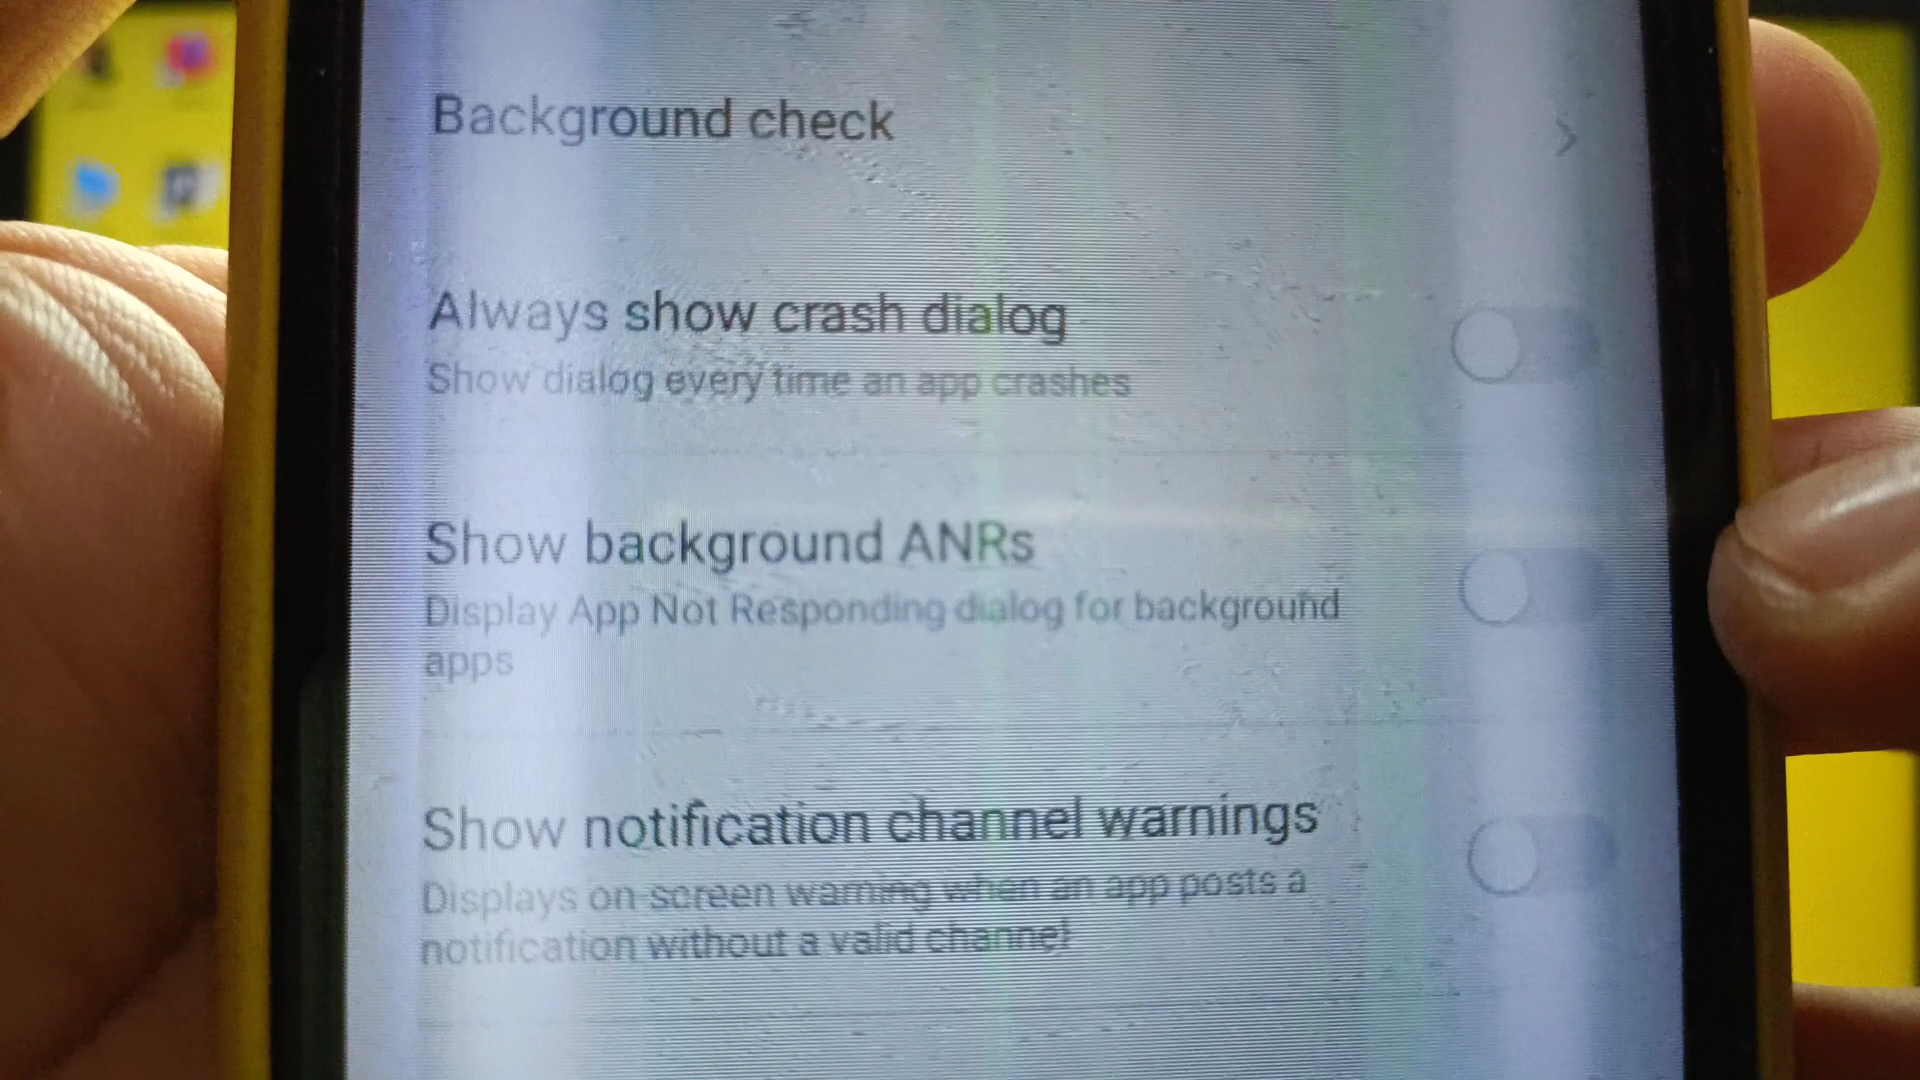 Background check
Always show crash dialog
Show dialog every time an app crashes
Show background ANRs
Display App Not Responding dialog for background
apps
Show notification channel warnings
Displays on-screen warning when an app posts a
notification without a valid channel